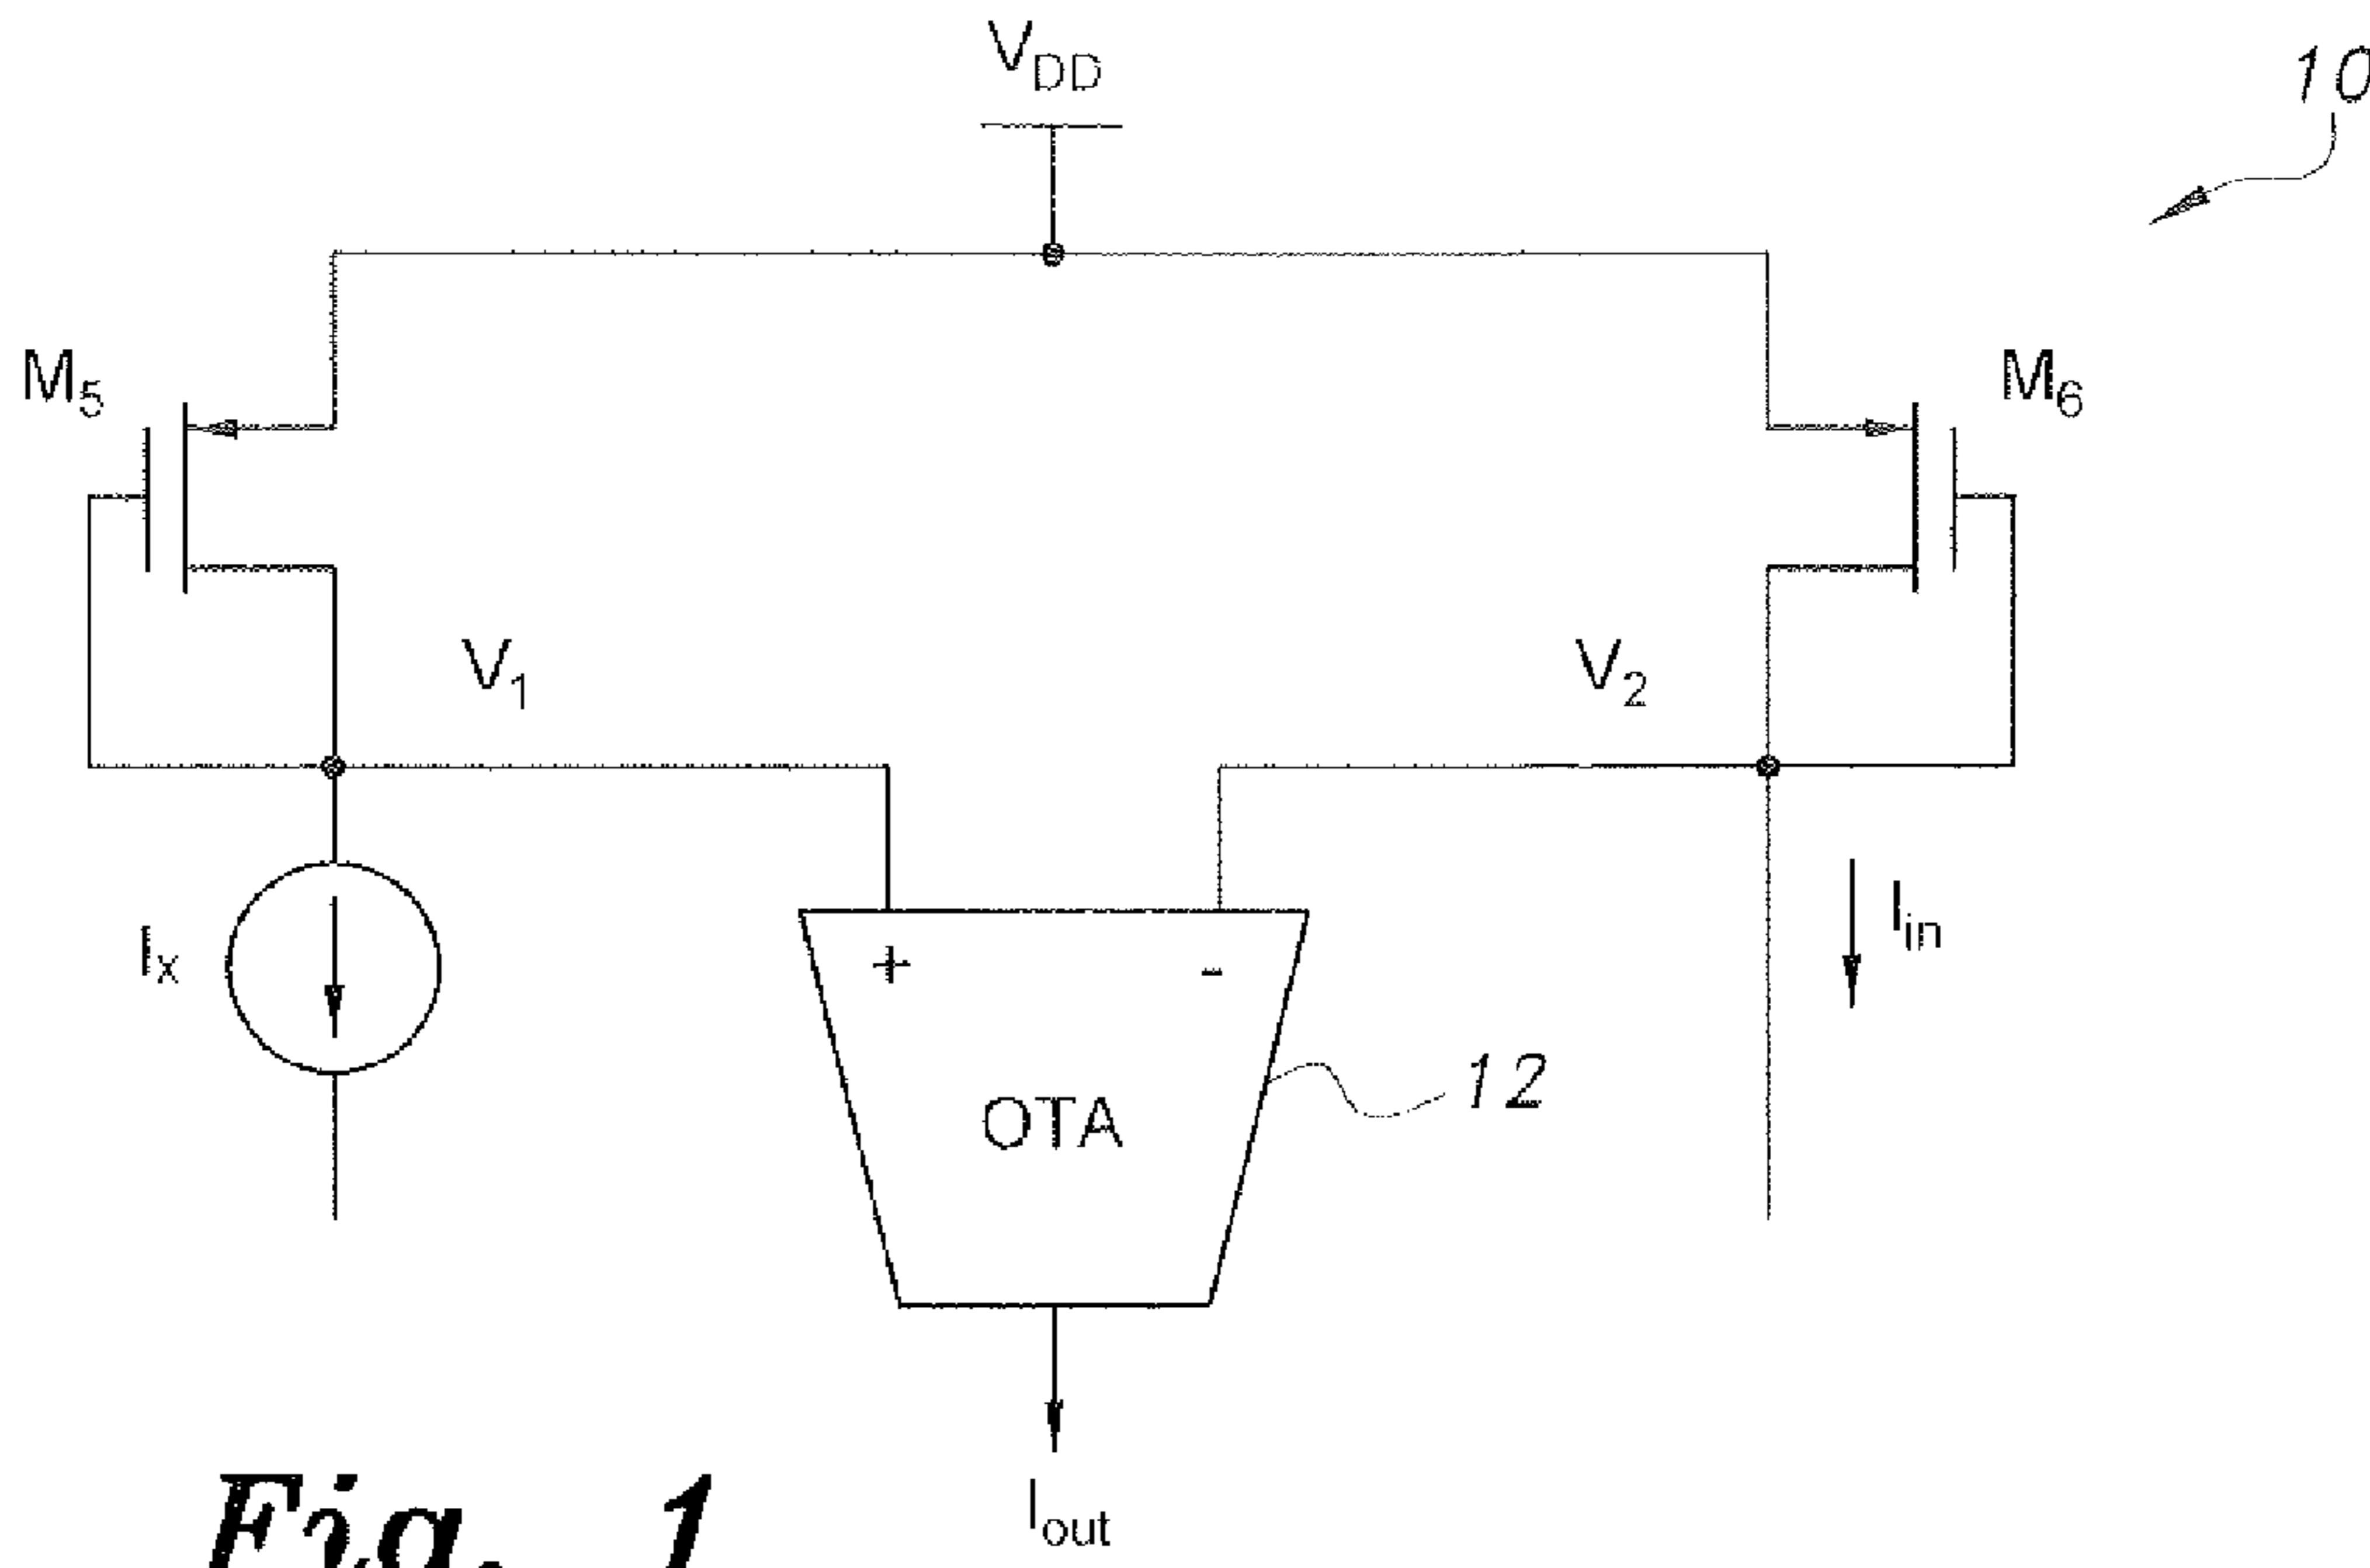 V_DD
10
M_5
M_6
V_1
V_2
I_x
+
-
I_in
OTA
12
I_out
Fig. 1